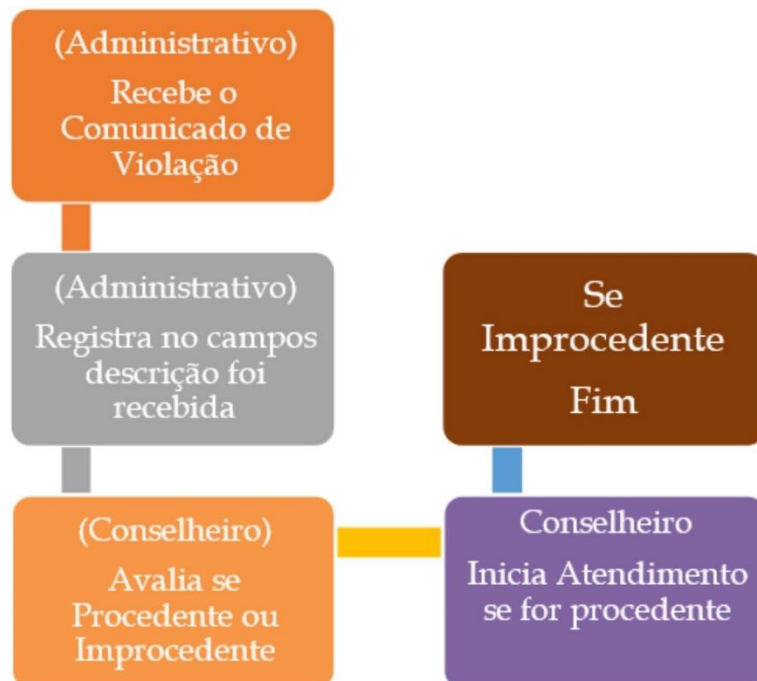 (Administrativo)
Recebe o
Comunicado de
Violação
(Administrativo)
Registra no campos
descrição foi
recebida
(Conselheiro)
Avalia se
Procedente ou
Improcedente
Conselheiro
Inicia Atendimento
se for procedente
Se
Improcedente
Fim